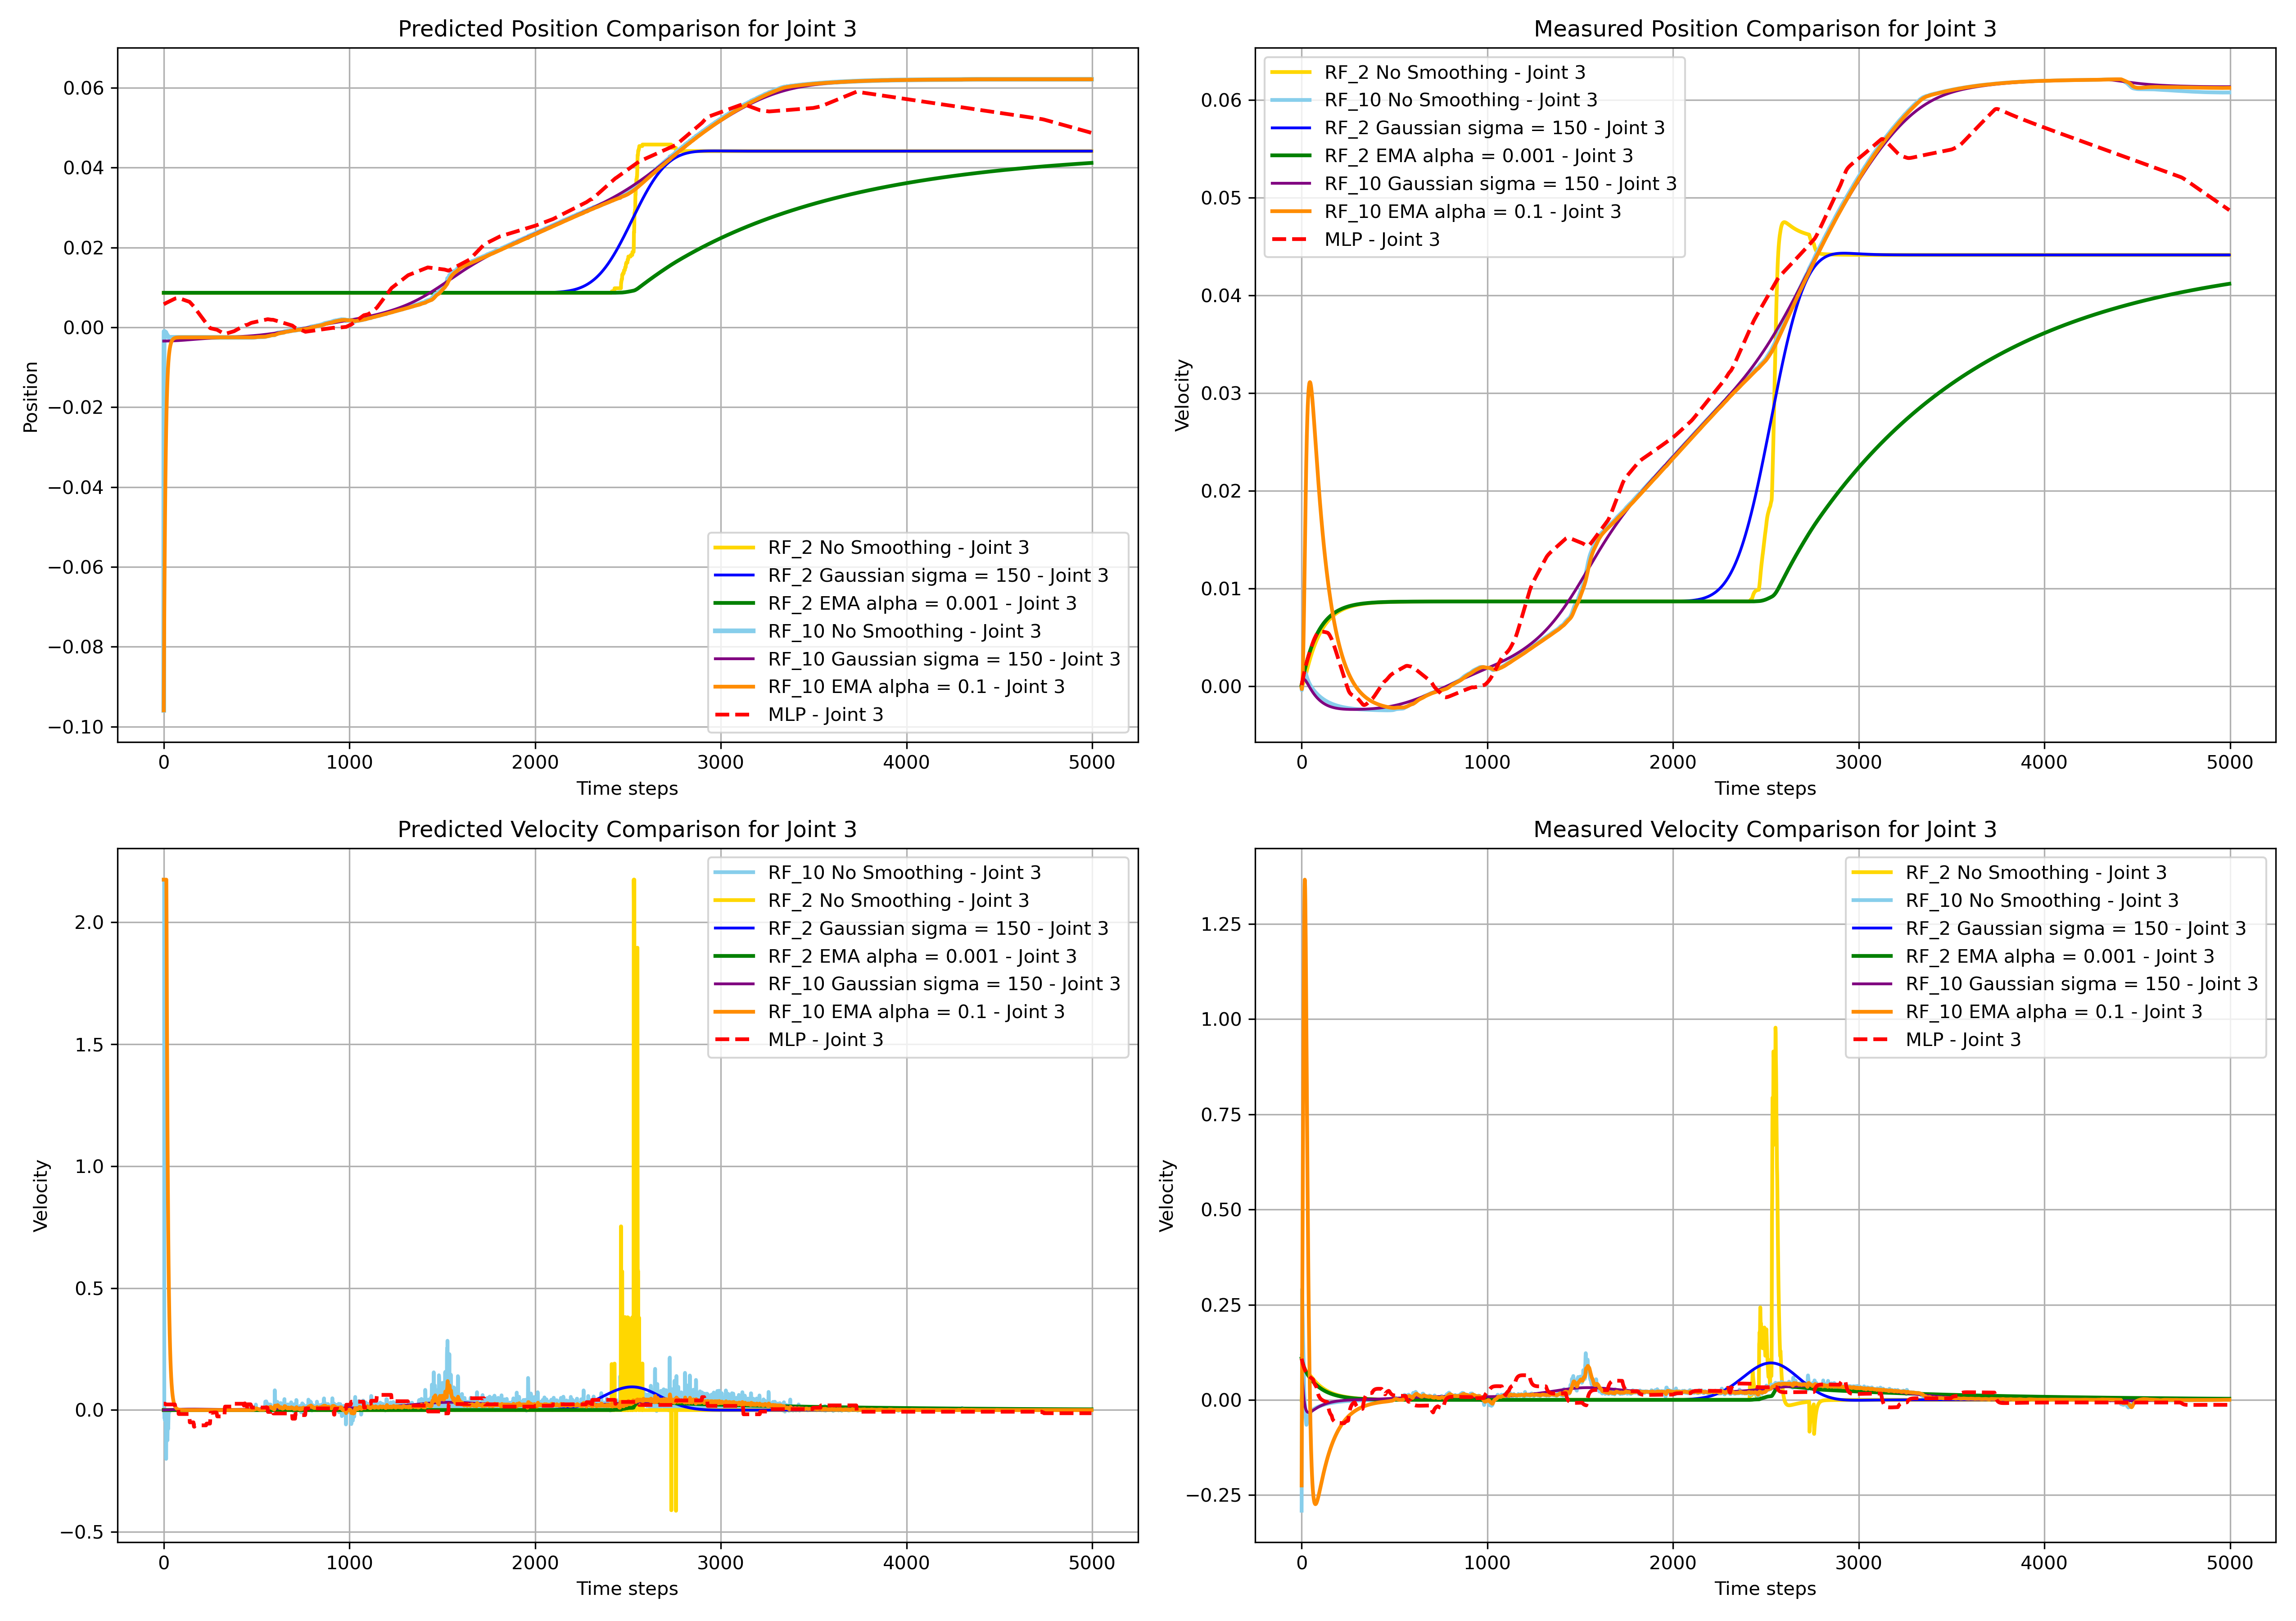 Predicted Position Comparison for Joint 3
Position
0.06
0.04
0.02
0.00
−0.02
−0.04
−0.06
−0.08
−0.10
RF_2 No Smoothing - Joint 3
RF_2 Gaussian sigma = 150 - Joint 3
RF_2 EMA alpha = 0.001 - Joint 3
RF_10 No Smoothing - Joint 3
RF_10 Gaussian sigma = 150 - Joint 3
RF_10 EMA alpha = 0.1 - Joint 3
MLP - Joint 3
0 1000 2000 3000 4000 5000
Time steps
Measured Position Comparison for Joint 3
Velocity
RF_2 No Smoothing - Joint 3
RF_10 No Smoothing - Joint 3
RF_2 Gaussian sigma = 150 - Joint 3
RF_2 EMA alpha = 0.001 - Joint 3
RF_10 Gaussian sigma = 150 - Joint 3
RF_10 EMA alpha = 0.1 - Joint 3
MLP - Joint 3
0.06
0.05
0.04
0.03
0.02
0.01
0.00
0 1000 2000 3000 4000 5000
Time steps
Predicted Velocity Comparison for Joint 3
Velocity
RF_10 No Smoothing - Joint 3
RF_2 No Smoothing - Joint 3
RF_2 Gaussian sigma = 150 - Joint 3
RF_2 EMA alpha = 0.001 - Joint 3
RF_10 Gaussian sigma = 150 - Joint 3
RF_10 EMA alpha = 0.1 - Joint 3
MLP - Joint 3
2.0
1.5
1.0
0.5
0.0
−0.5
0 1000 2000 3000 4000 5000
Time steps
Measured Velocity Comparison for Joint 3
Velocity
RF_2 No Smoothing - Joint 3
RF_10 No Smoothing - Joint 3
RF_2 Gaussian sigma = 150 - Joint 3
RF_2 EMA alpha = 0.001 - Joint 3
RF_10 Gaussian sigma = 150 - Joint 3
RF_10 EMA alpha = 0.1 - Joint 3
MLP - Joint 3
1.25
1.00
0.75
0.50
0.25
0.00
−0.25
0 1000 2000 3000 4000 5000
Time steps